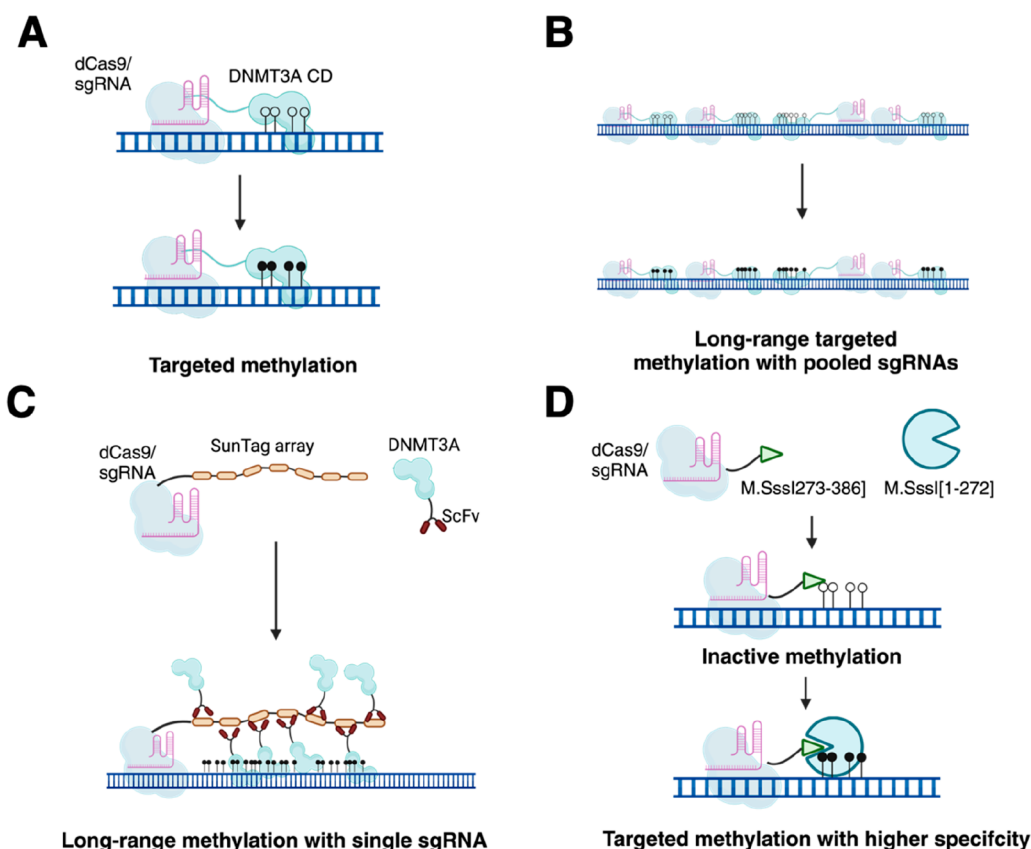 A
dCas9/
sgRNA
DNMT3A CD
Targeted methylation
B
Long-range targeted
methylation with pooled sgRNAs
C
dCas9/
sgRNA
SunTag array
DNMT3A
ScFv
Long-range methylation with single sgRNA
D
dCas9/
sgRNA
M.SssI273-386]
M.SssI[1-272]
Inactive methylation
Targeted methylation with higher specifcity